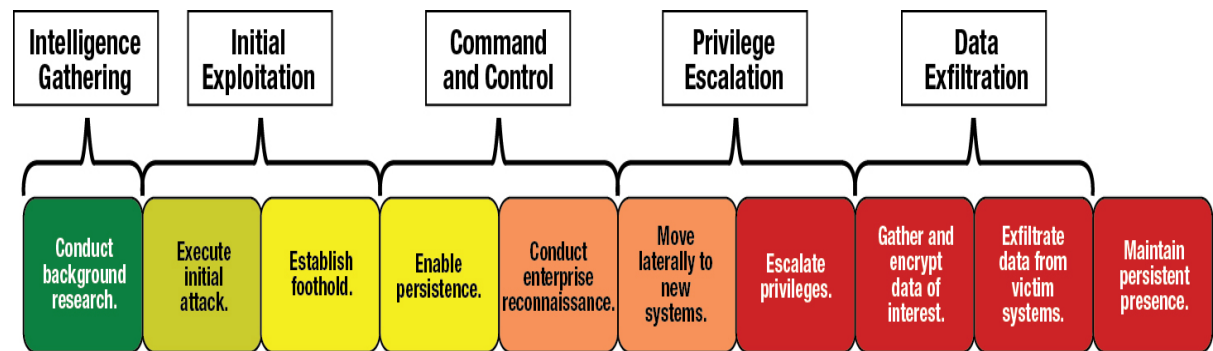 Intelligence
Gathering
Initial
Exploitation
Command
and Control
Privilege
Escalation
Data
Exfiltration
Conduct
background
research.
Execute
initial
attack.
Establish
foothold.
Enable
persistence.
Conduct
enterprise
reconnaissance.
Move
laterally to
new
systems.
Escalate
privileges.
Gather and
encrypt
data of
interest.
Exfiltrate
data from
victim
systems.
Maintain
persistent
presence.